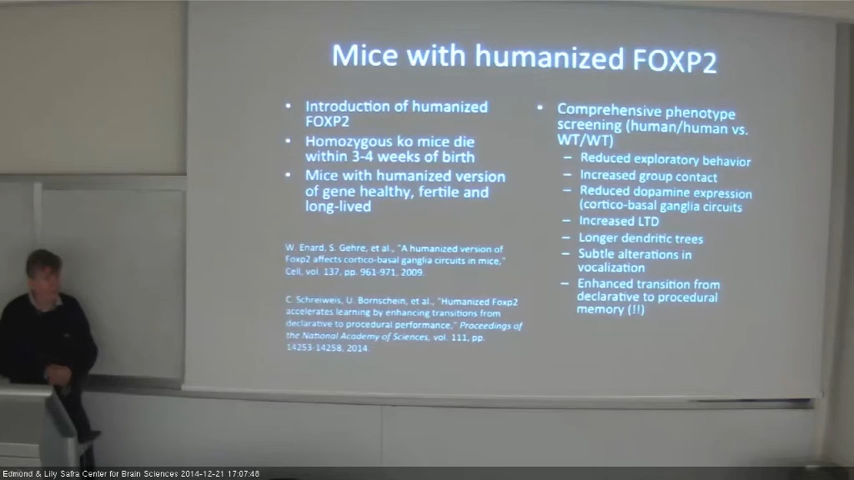 Mice with humanized FOXP2
• Introduction of humanized
FOXP2
• Homozygous ko mice die
within 3-4 weeks of birth
• Mice with humanized version
of gene healthy, fertile and
long-lived
W. Enard, S. Gehre, et al., "A humanized version of
Foxp2 affects cortico-basal ganglia circuits in mice,"
Cell, vol. 137, pp. 961-971, 2009.
C. Schreiweis, U. Bornschein, et al., "Humanized Foxp2
accelerates learning by enhancing transitions from
declarative to procedural performance," Proceedings of
the National Academy of Sciences, vol. 111, pp.
14253-14258, 2014.
• Comprehensive phenotype
screening (human/human vs.
WT/WT)
– Reduced exploratory behavior
– Increased group contact
– Reduced dopamine expression
(cortico-basal ganglia circuits
– Increased LTD
– Longer dendritic trees
– Subtle alterations in
vocalization
– Enhanced transition from
declarative to procedural
memory (!!)
Edmond & Lily Safra Center for Brain Sciences 2014-12-21 17:07:48